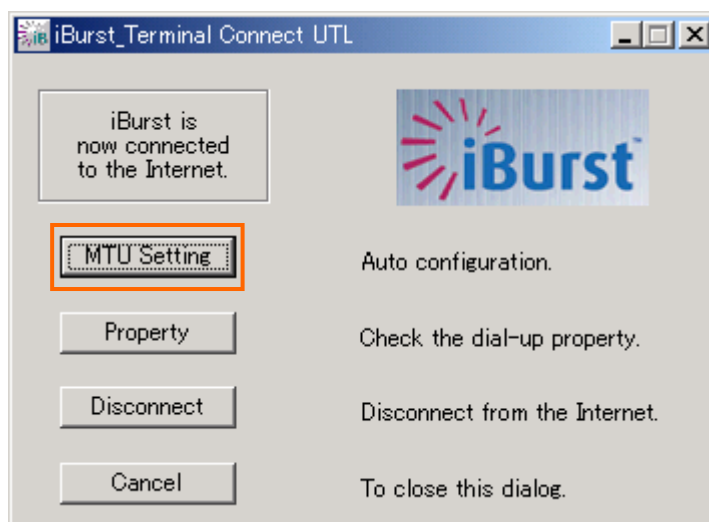 iBurst_Terminal Connect UTL
iBurst is
now connected
to the Internet.
iBurst™
MTU Setting
Auto configuration.
Property
Check the dial-up property.
Disconnect
Disconnect from the Internet.
Cancel
To close this dialog.